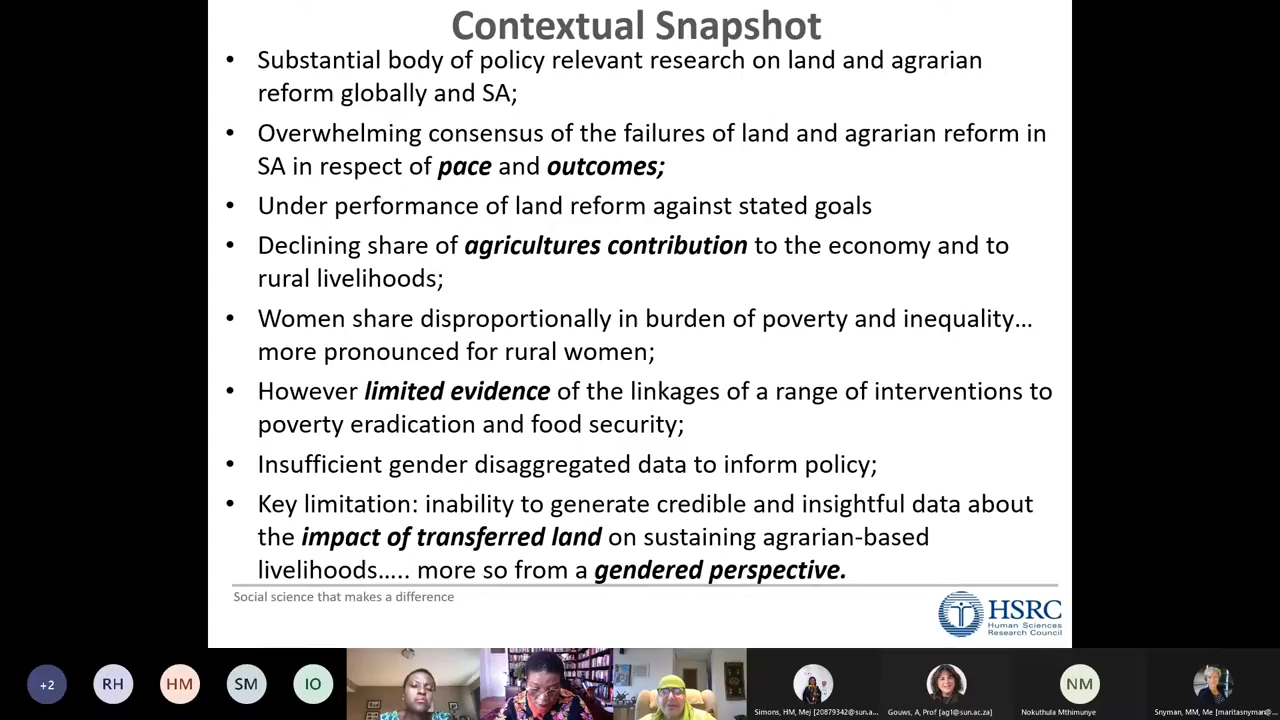 Contextual Snapshot
• Substantial body of policy relevant research on land and agrarian
reform globally and SA;
• Overwhelming consensus of the failures of land and agrarian reform in
SA in respect of pace and outcomes;
• Under performance of land reform against stated goals
• Declining share of agricultures contribution to the economy and to
rural livelihoods;
• Women share disproportionally in burden of poverty and inequality…
more pronounced for rural women;
• However limited evidence of the linkages of a range of interventions to
poverty eradication and food security;
• Insufficient gender disaggregated data to inform policy;
• Key limitation: inability to generate credible and insightful data about
the impact of transferred land on sustaining agrarian-based
livelihoods….. more so from a gendered perspective.
Social science that makes a difference
HSRC
Human Sciences
Research Council
+2 RH HM SM IO NM
Simons, HM, Mej [20879342@sun.a... Gouws, A, Prof [ag1@sun.ac.za] Nokuthula Mthimunye Snyman, MM, Me [maritasnyman@...